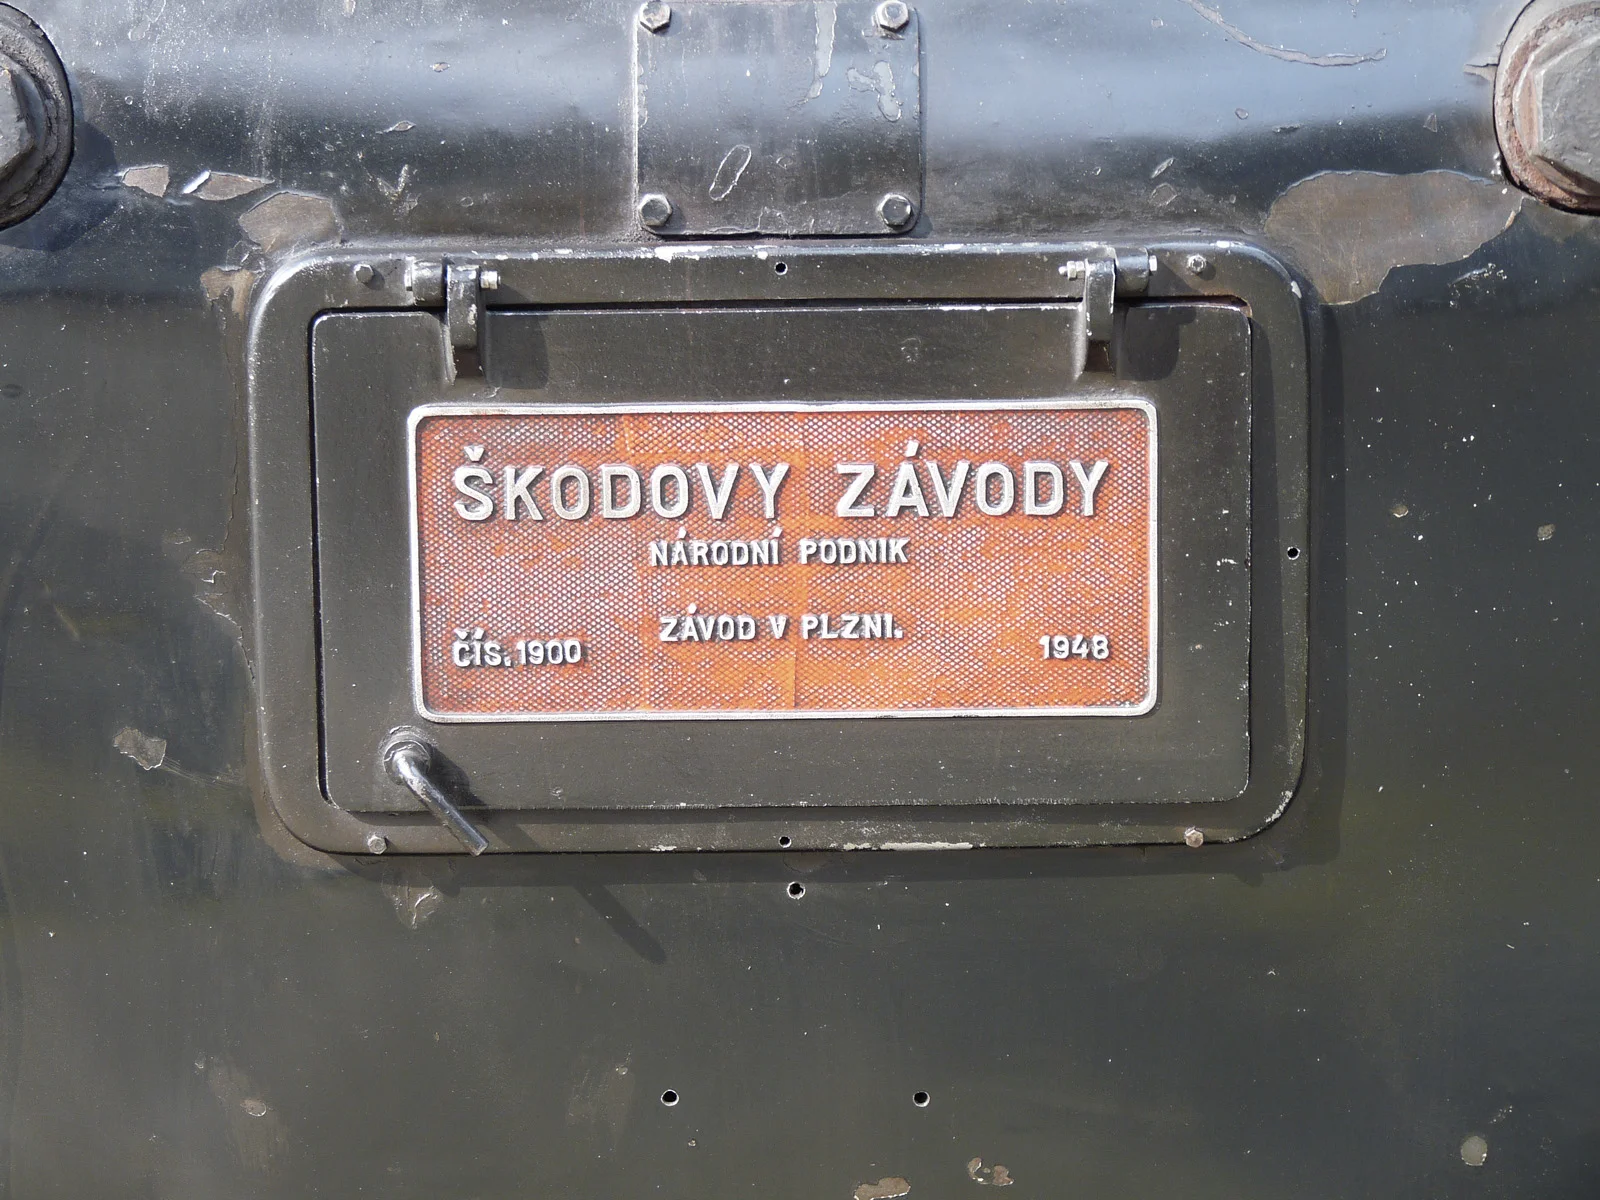 ŠKODOVY ZÁVODY
NÁRODNÍ PODNIK
ZÁVOD V PLZNI.
ČÍS. 1900 1948